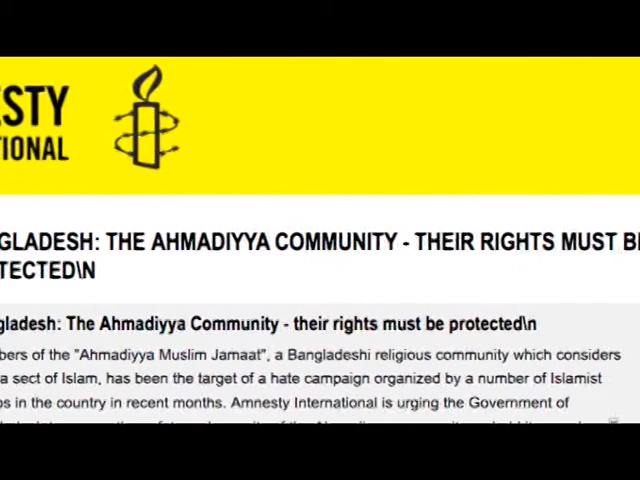 ESTY
TIONAL
GLADESH: THE AHMADIYYA COMMUNITY - THEIR RIGHTS MUST B
TECTED\N
gladesh: The Ahmadiyya Community - their rights must be protected\n
bers of the "Ahmadiyya Muslim Jamaat", a Bangladeshi religious community which considers
a sect of Islam, has been the target of a hate campaign organized by a number of Islamist
ps in the country in recent months. Amnesty International is urging the Government of